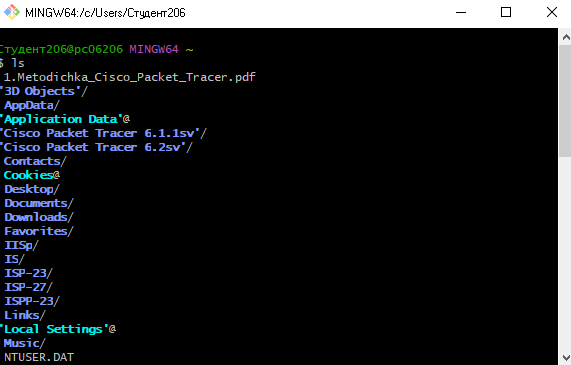 MINGW64:/c/Users/Студент206
Студент206@pc06206 MINGW64 ~
$ ls
1.Metodichka_Cisco_Packet_Tracer.pdf
'3D Objects'/
AppData/
'Application Data'@
'Cisco Packet Tracer 6.1.1sv'/
'Cisco Packet Tracer 6.2sv'/
Contacts/
Cookies@
Desktop/
Documents/
Downloads/
Favorites/
IISp/
IS/
ISP-23/
ISP-27/
ISPP-23/
Links/
'Local Settings'@
Music/
NTUSER.DAT